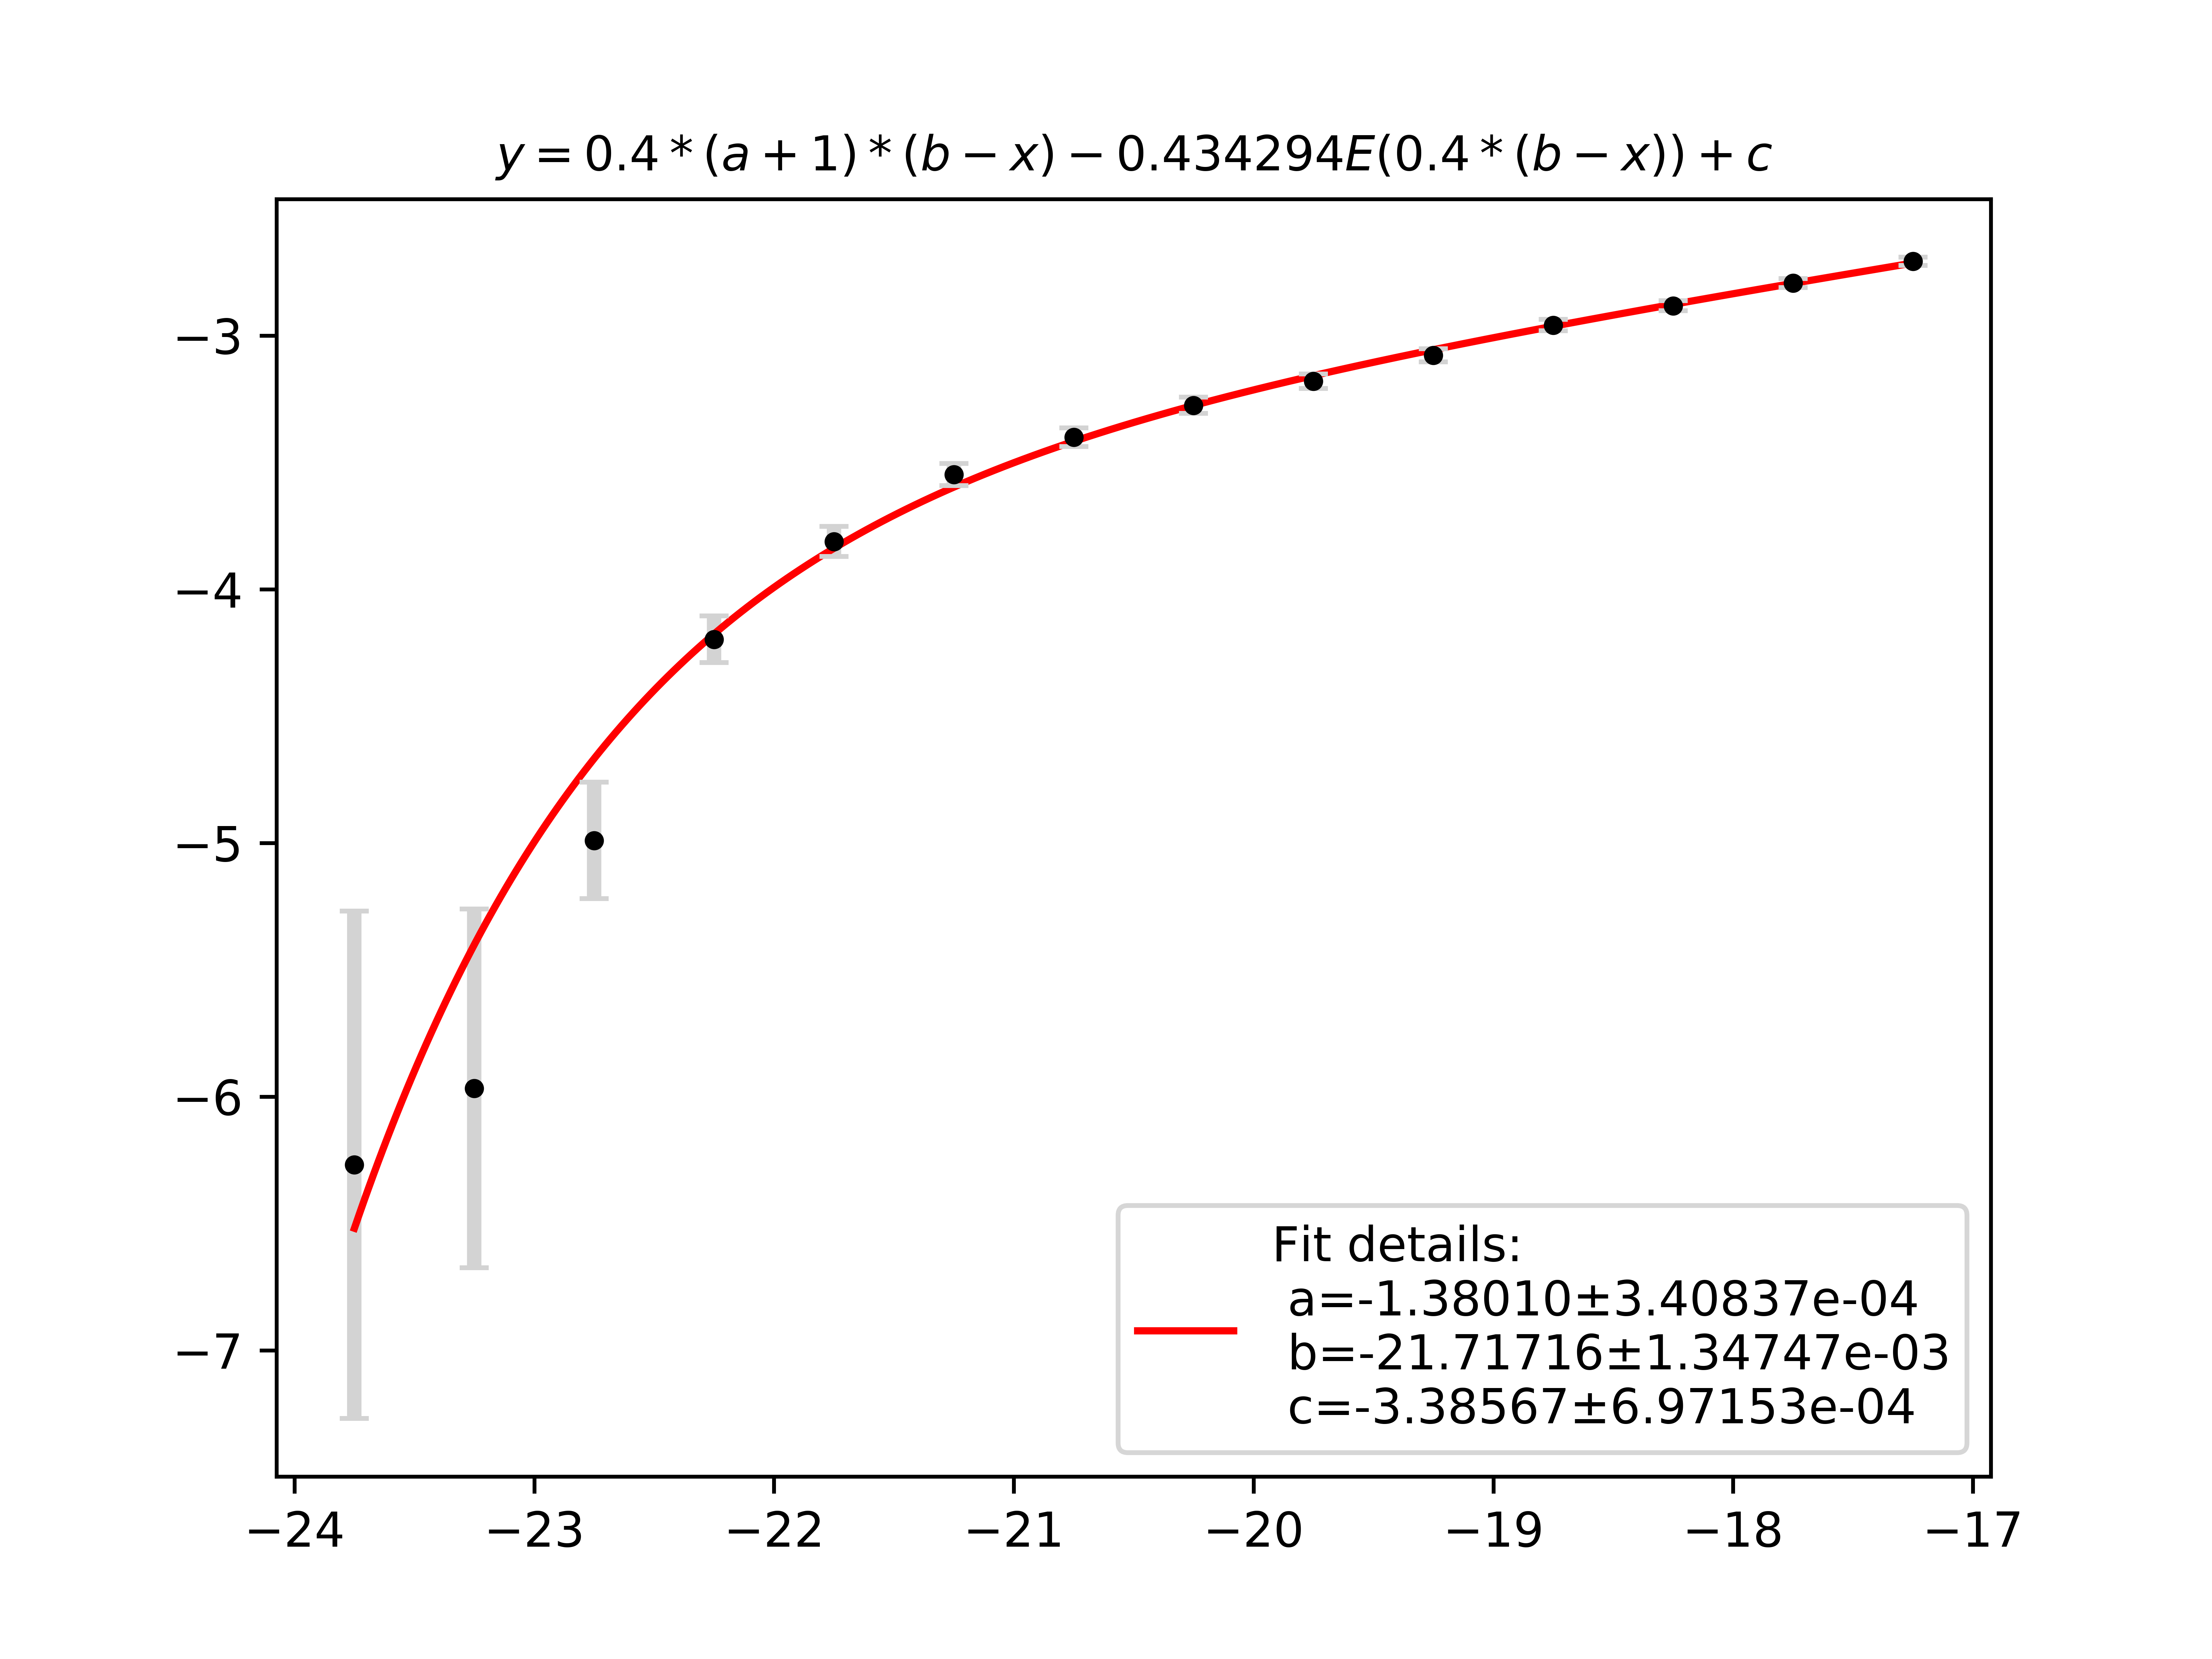 y = 0.4 * (a + 1) * (b − x) − 0.434294E(0.4 * (b − x)) + c
−3
−4
−5
−6
−7
Fit details:
a=-1.38010±3.40837e-04
b=-21.71716±1.34747e-03
c=-3.38567±6.97153e-04
−24 −23 −22 −21 −20 −19 −18 −17